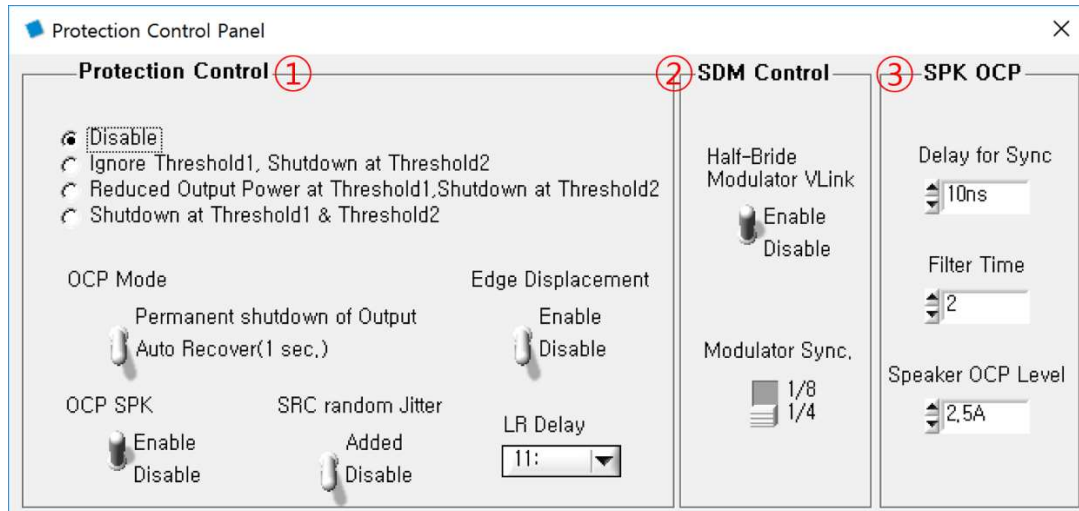 Protection Control Panel
Protection Control ①
Disable
Ignore Threshold1, Shutdown at Threshold2
Reduced Output Power at Threshold1,Shutdown at Threshold2
Shutdown at Threshold1 & Threshold2
OCP Mode
Permanent shutdown of Output
Auto Recover(1 sec.)
Edge Displacement
Enable
Disable
OCP SPK
Enable
Disable
SRC random Jitter
Added
Disable
LR Delay
11:
② SDM Control
Half-Bride
Modulator VLink
Enable
Disable
Modulator Sync.
1/8
1/4
③ SPK OCP
Delay for Sync
10ns
Filter Time
2
Speaker OCP Level
2.5A